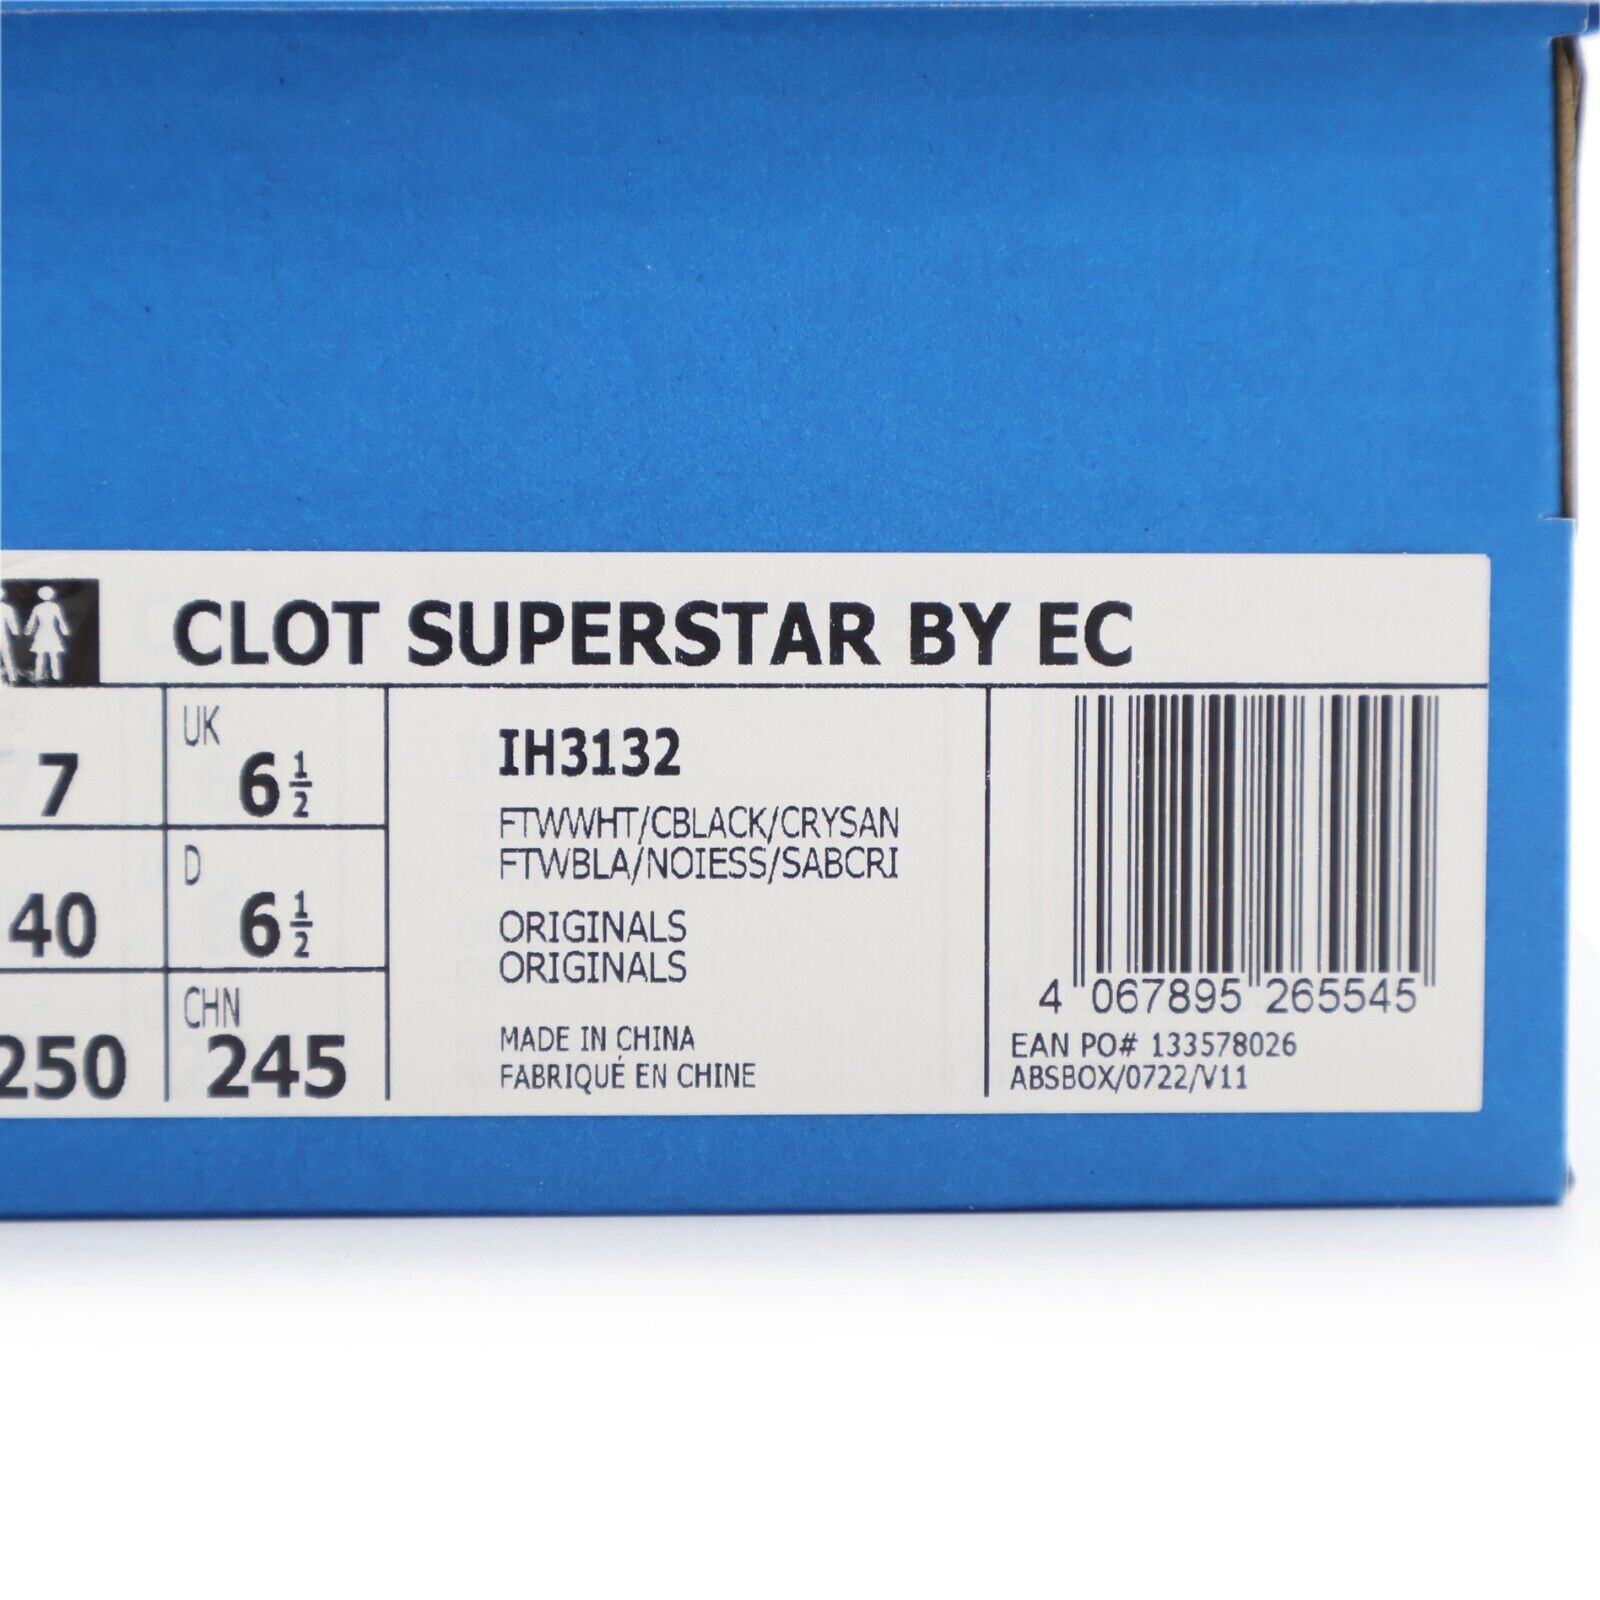 CLOT SUPERSTAR BY EC
7
UK
6½
40
D
6½
250
CHN
245
IH3132
FTWWHT/CBLACK/CRYSAN
FTWBLA/NOIESS/SABCRI
ORIGINALS
ORIGINALS
MADE IN CHINA
FABRIQUÉ EN CHINE
4 067895 265545
EAN PO# 133578026
ABSBOX/0722/V11